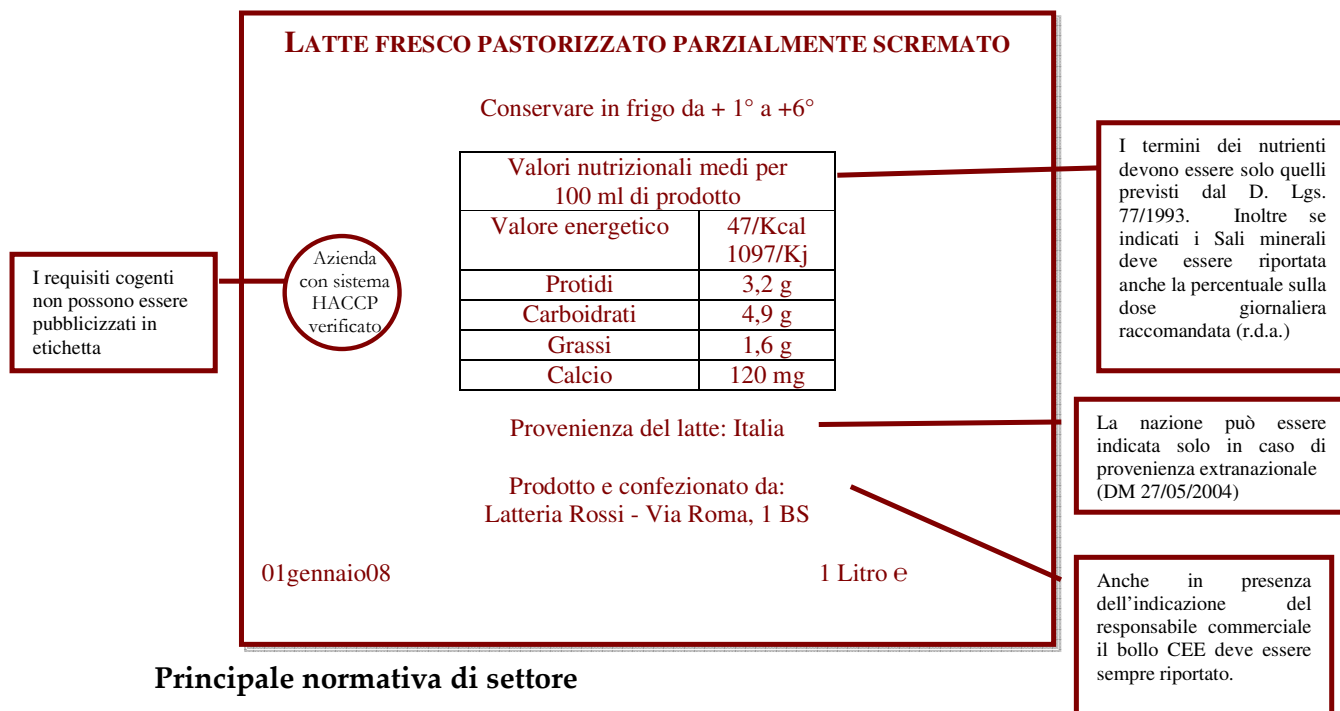 LATTE FRESCO PASTORIZZATO PARZIALMENTE SCREMATO
Conservare in frigo da + 1° a +6°
Valori nutrizionali medi per
100 ml di prodotto
Valore energetico 47/Kcal
1097/Kj
Protidi 3,2 g
Carboidrati 4,9 g
Grassi 1,6 g
Calcio 120 mg
Provenienza del latte: Italia
Prodotto e confezionato da:
Latteria Rossi - Via Roma, 1 BS
01gennaio08 1 Litro ℮
Azienda
con sistema
HACCP
verificato
I requisiti cogenti
non possono essere
pubblicizzati in
etichetta
I termini dei nutrienti
devono essere solo quelli
previsti dal D. Lgs.
77/1993. Inoltre se
indicati i Sali minerali
deve essere riportata
anche la percentuale sulla
dose giornaliera
raccomandata (r.d.a.)
La nazione può essere
indicata solo in caso di
provenienza extranazionale
(DM 27/05/2004)
Anche in presenza
dell'indicazione del
responsabile commerciale
il bollo CEE deve essere
sempre riportato.
Principale normativa di settore